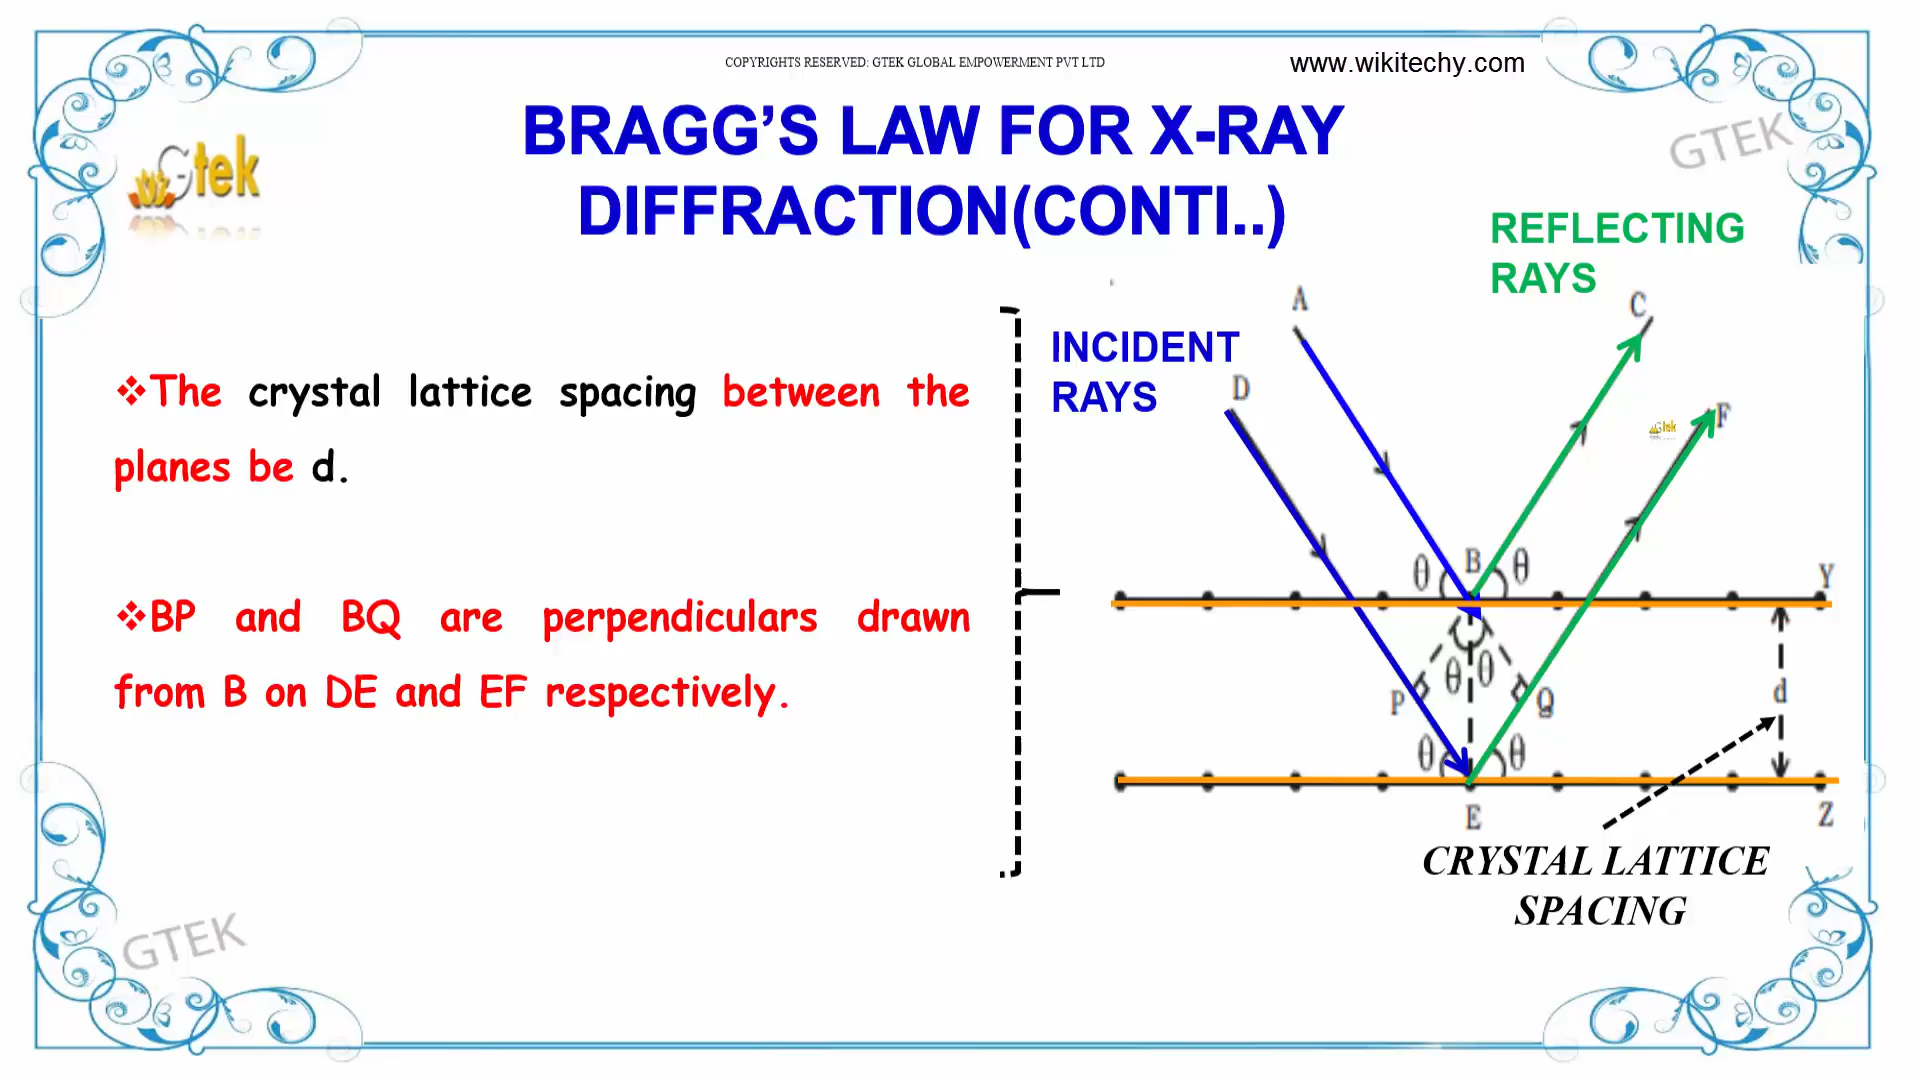 COPYRIGHTS RESERVED: GTEK GLOBAL EMPOWERMENT PVT LTD
www.wikitechy.com
BRAGG’S LAW FOR X-RAY
DIFFRACTION(CONTI..)
Gtek
GTEK
REFLECTING
RAYS
❖The crystal lattice spacing between the
planes be d.
❖BP and BQ are perpendiculars drawn
from B on DE and EF respectively.
INCIDENT
RAYS
A
C
D
F
Gtek
θ B θ
Y
θ θ
P
Q
d
θ θ
E
Z
CRYSTAL LATTICE
SPACING
GTEK